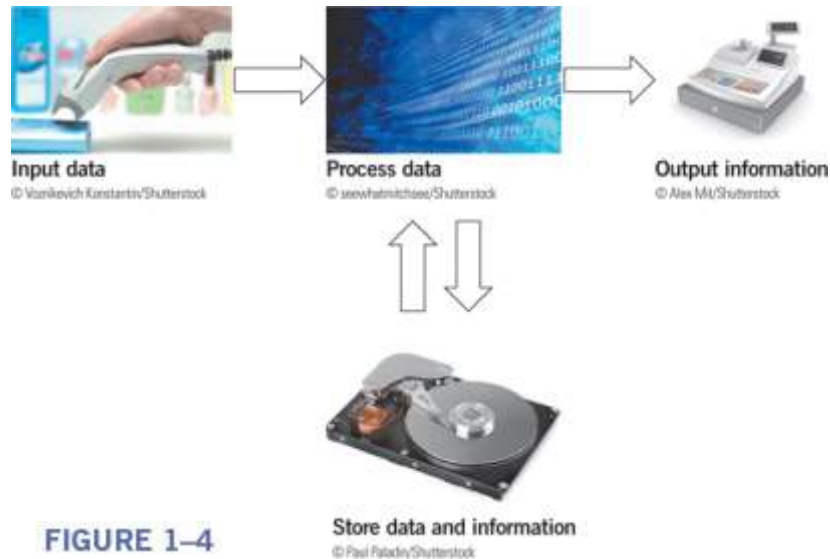 Input data
© Voznikevich Konstantin/Shutterstock
Process data
© seewhatmitchsee/Shutterstock
Output information
© Alex Mit/Shutterstock
Store data and information
© Paul Paladin/Shutterstock
FIGURE 1–4